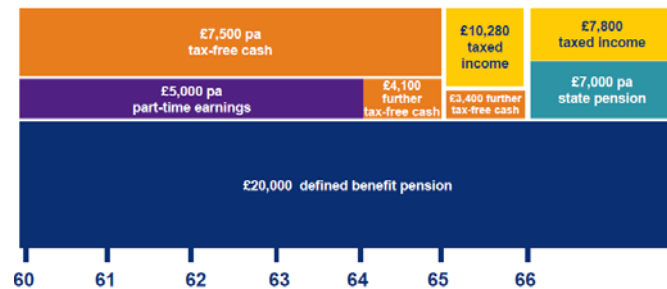 £7,500 pa
tax-free cash
£10,280
taxed
income
£7,800
taxed income
£5,000 pa
part-time earnings
£4,100
further
tax-free cash
£3,400 further
tax-free cash
£7,000 pa
state pension
£20,000 defined benefit pension
60 61 62 63 64 65 66